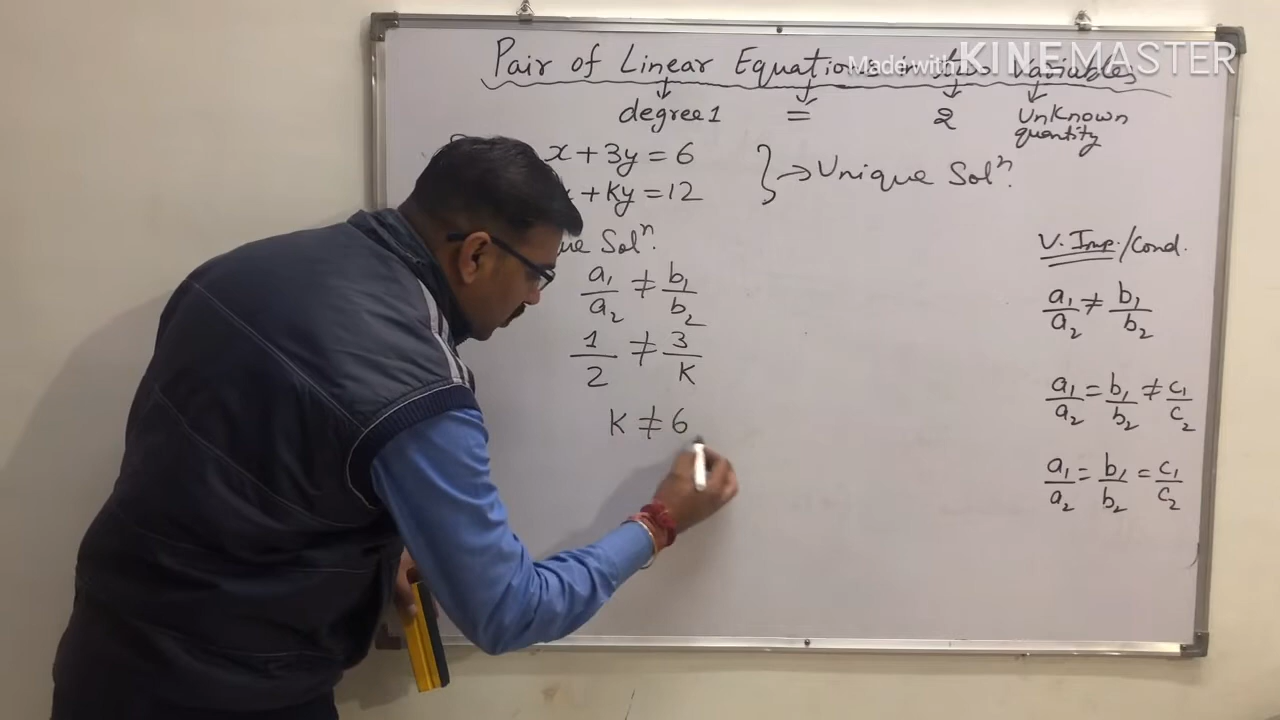 Pair of Linear Equations in two Variables
Made with KINEMASTER
degree 1 = 2 Unknown quantity
x + 3y = 6
+ Ky = 12
} → Unique Solⁿ.
Solⁿ.
a₁/a₂ ≠ b₁/b₂
1/2 ≠ 3/K
K ≠ 6
V. Imp./Cond.
a₁/a₂ ≠ b₁/b₂
a₁/a₂ = b₁/b₂ ≠ c₁/c₂
a₁/a₂ = b₁/b₂ = c₁/c₂